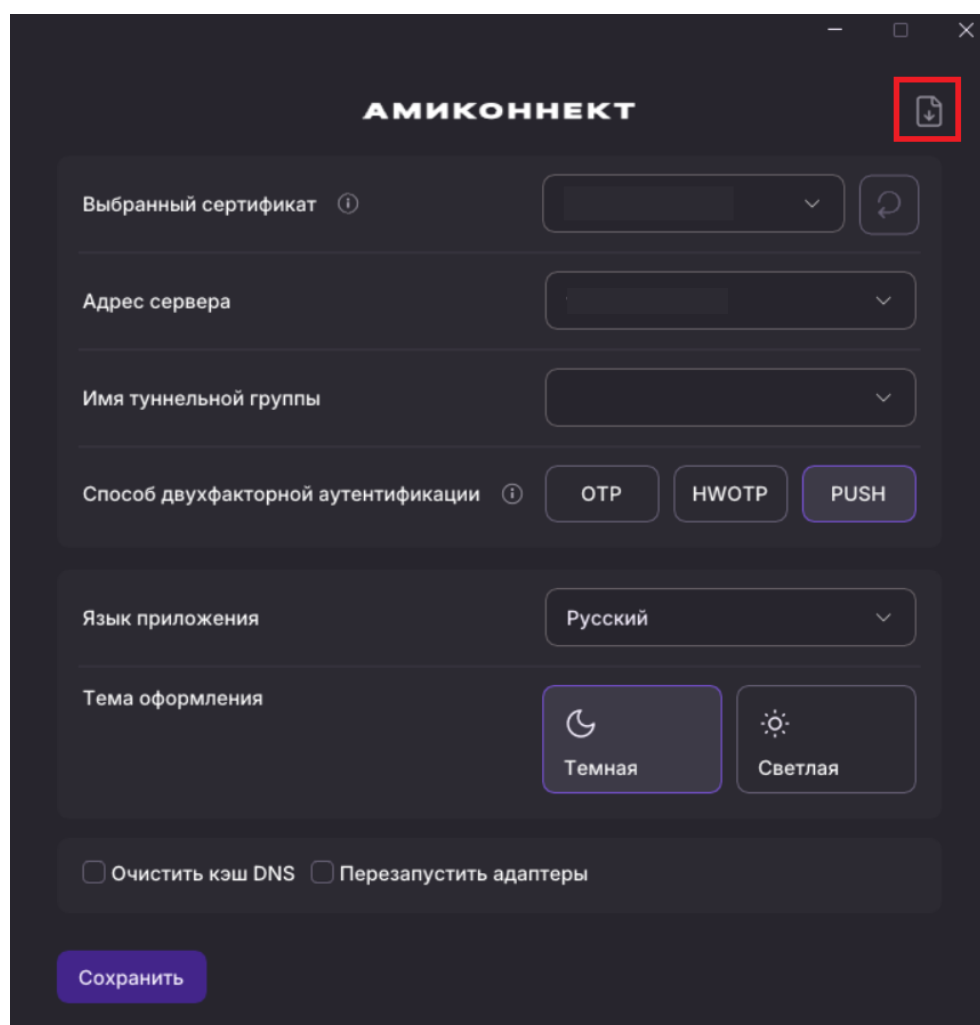 АМИКОННЕКТ
Выбранный сертификат
Адрес сервера
Имя туннельной группы
Способ двухфакторной аутентификации OTP HWOTP PUSH
Язык приложения Русский
Тема оформления
Темная Светлая
Очистить кэш DNS Перезапустить адаптеры
Сохранить